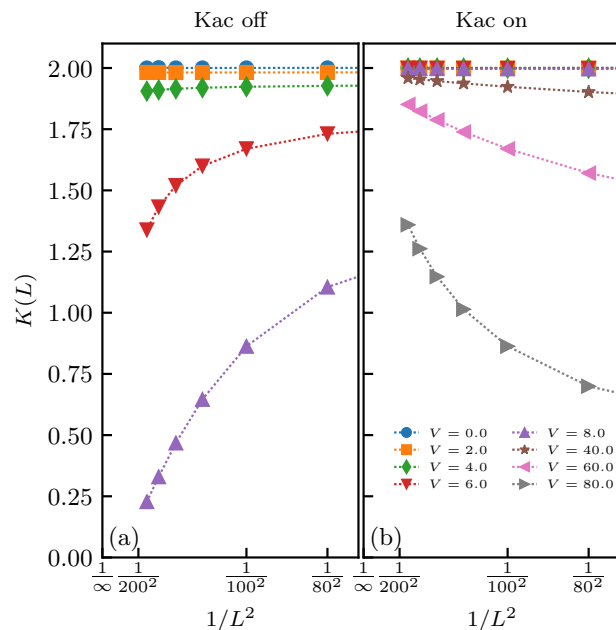 Kac off
Kac on
K(L)
2.00
1.75
1.50
1.25
1.00
0.75
0.50
0.25
0.00
(a)
(b)
V = 0.0
V = 2.0
V = 4.0
V = 6.0
V = 8.0
V = 40.0
V = 60.0
V = 80.0
1/∞ 1/200² 1/100² 1/80²
1/∞ 1/200² 1/100² 1/80²
1/L²
1/L²